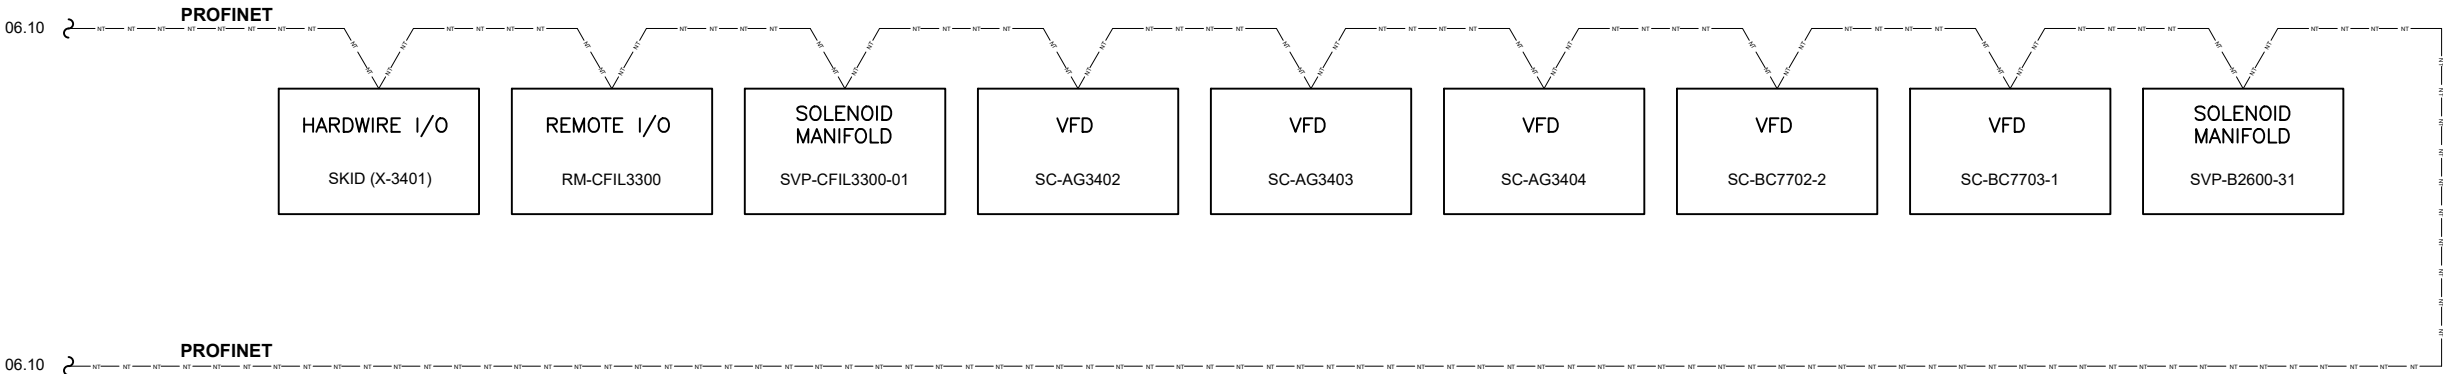 PROFINET
06.10
HARDWIRE I/O
SKID (X-3401)
REMOTE I/O
RM-CFIL3300
SOLENOID
MANIFOLD
SVP-CFIL3300-01
VFD
SC-AG3402
VFD
SC-AG3403
VFD
SC-AG3404
VFD
SC-BC7702-2
VFD
SC-BC7703-1
SOLENOID
MANIFOLD
SVP-B2600-31
PROFINET
06.10